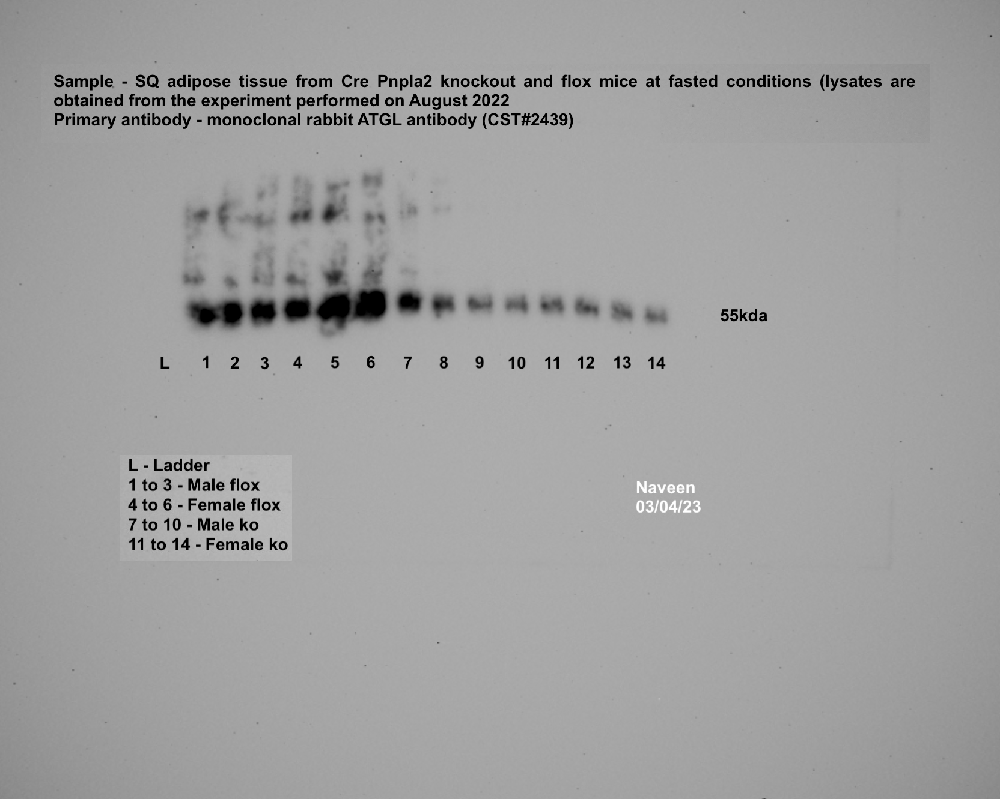 Sample - SQ adipose tissue from Cre Pnpla2 knockout and flox mice at fasted conditions (lysates are
obtained from the experiment performed on August 2022
Primary antibody - monoclonal rabbit ATGL antibody (CST#2439)
55kda
L 1 2 3 4 5 6 7 8 9 10 11 12 13 14
L - Ladder
1 to 3 - Male flox
4 to 6 - Female flox
7 to 10 - Male ko
11 to 14 - Female ko
Naveen
03/04/23